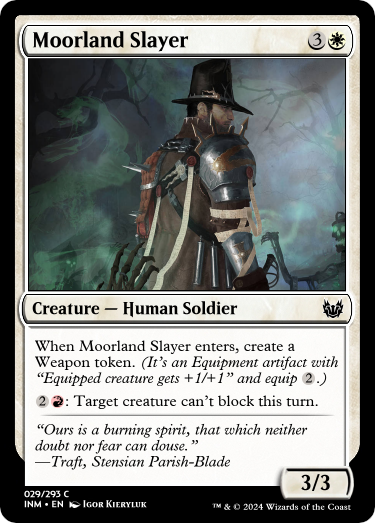 Moorland Slayer 3
Creature — Human Soldier
When Moorland Slayer enters, create a
Weapon token. (It's an Equipment artifact with
“Equipped creature gets +1/+1” and equip 2.)
2: Target creature can't block this turn.
“Ours is a burning spirit, that which neither
doubt nor fear can douse.”
—Traft, Stensian Parish-Blade
3/3
029/293 C
INM • EN Igor Kieryluk
™ & © 2024 Wizards of the Coast